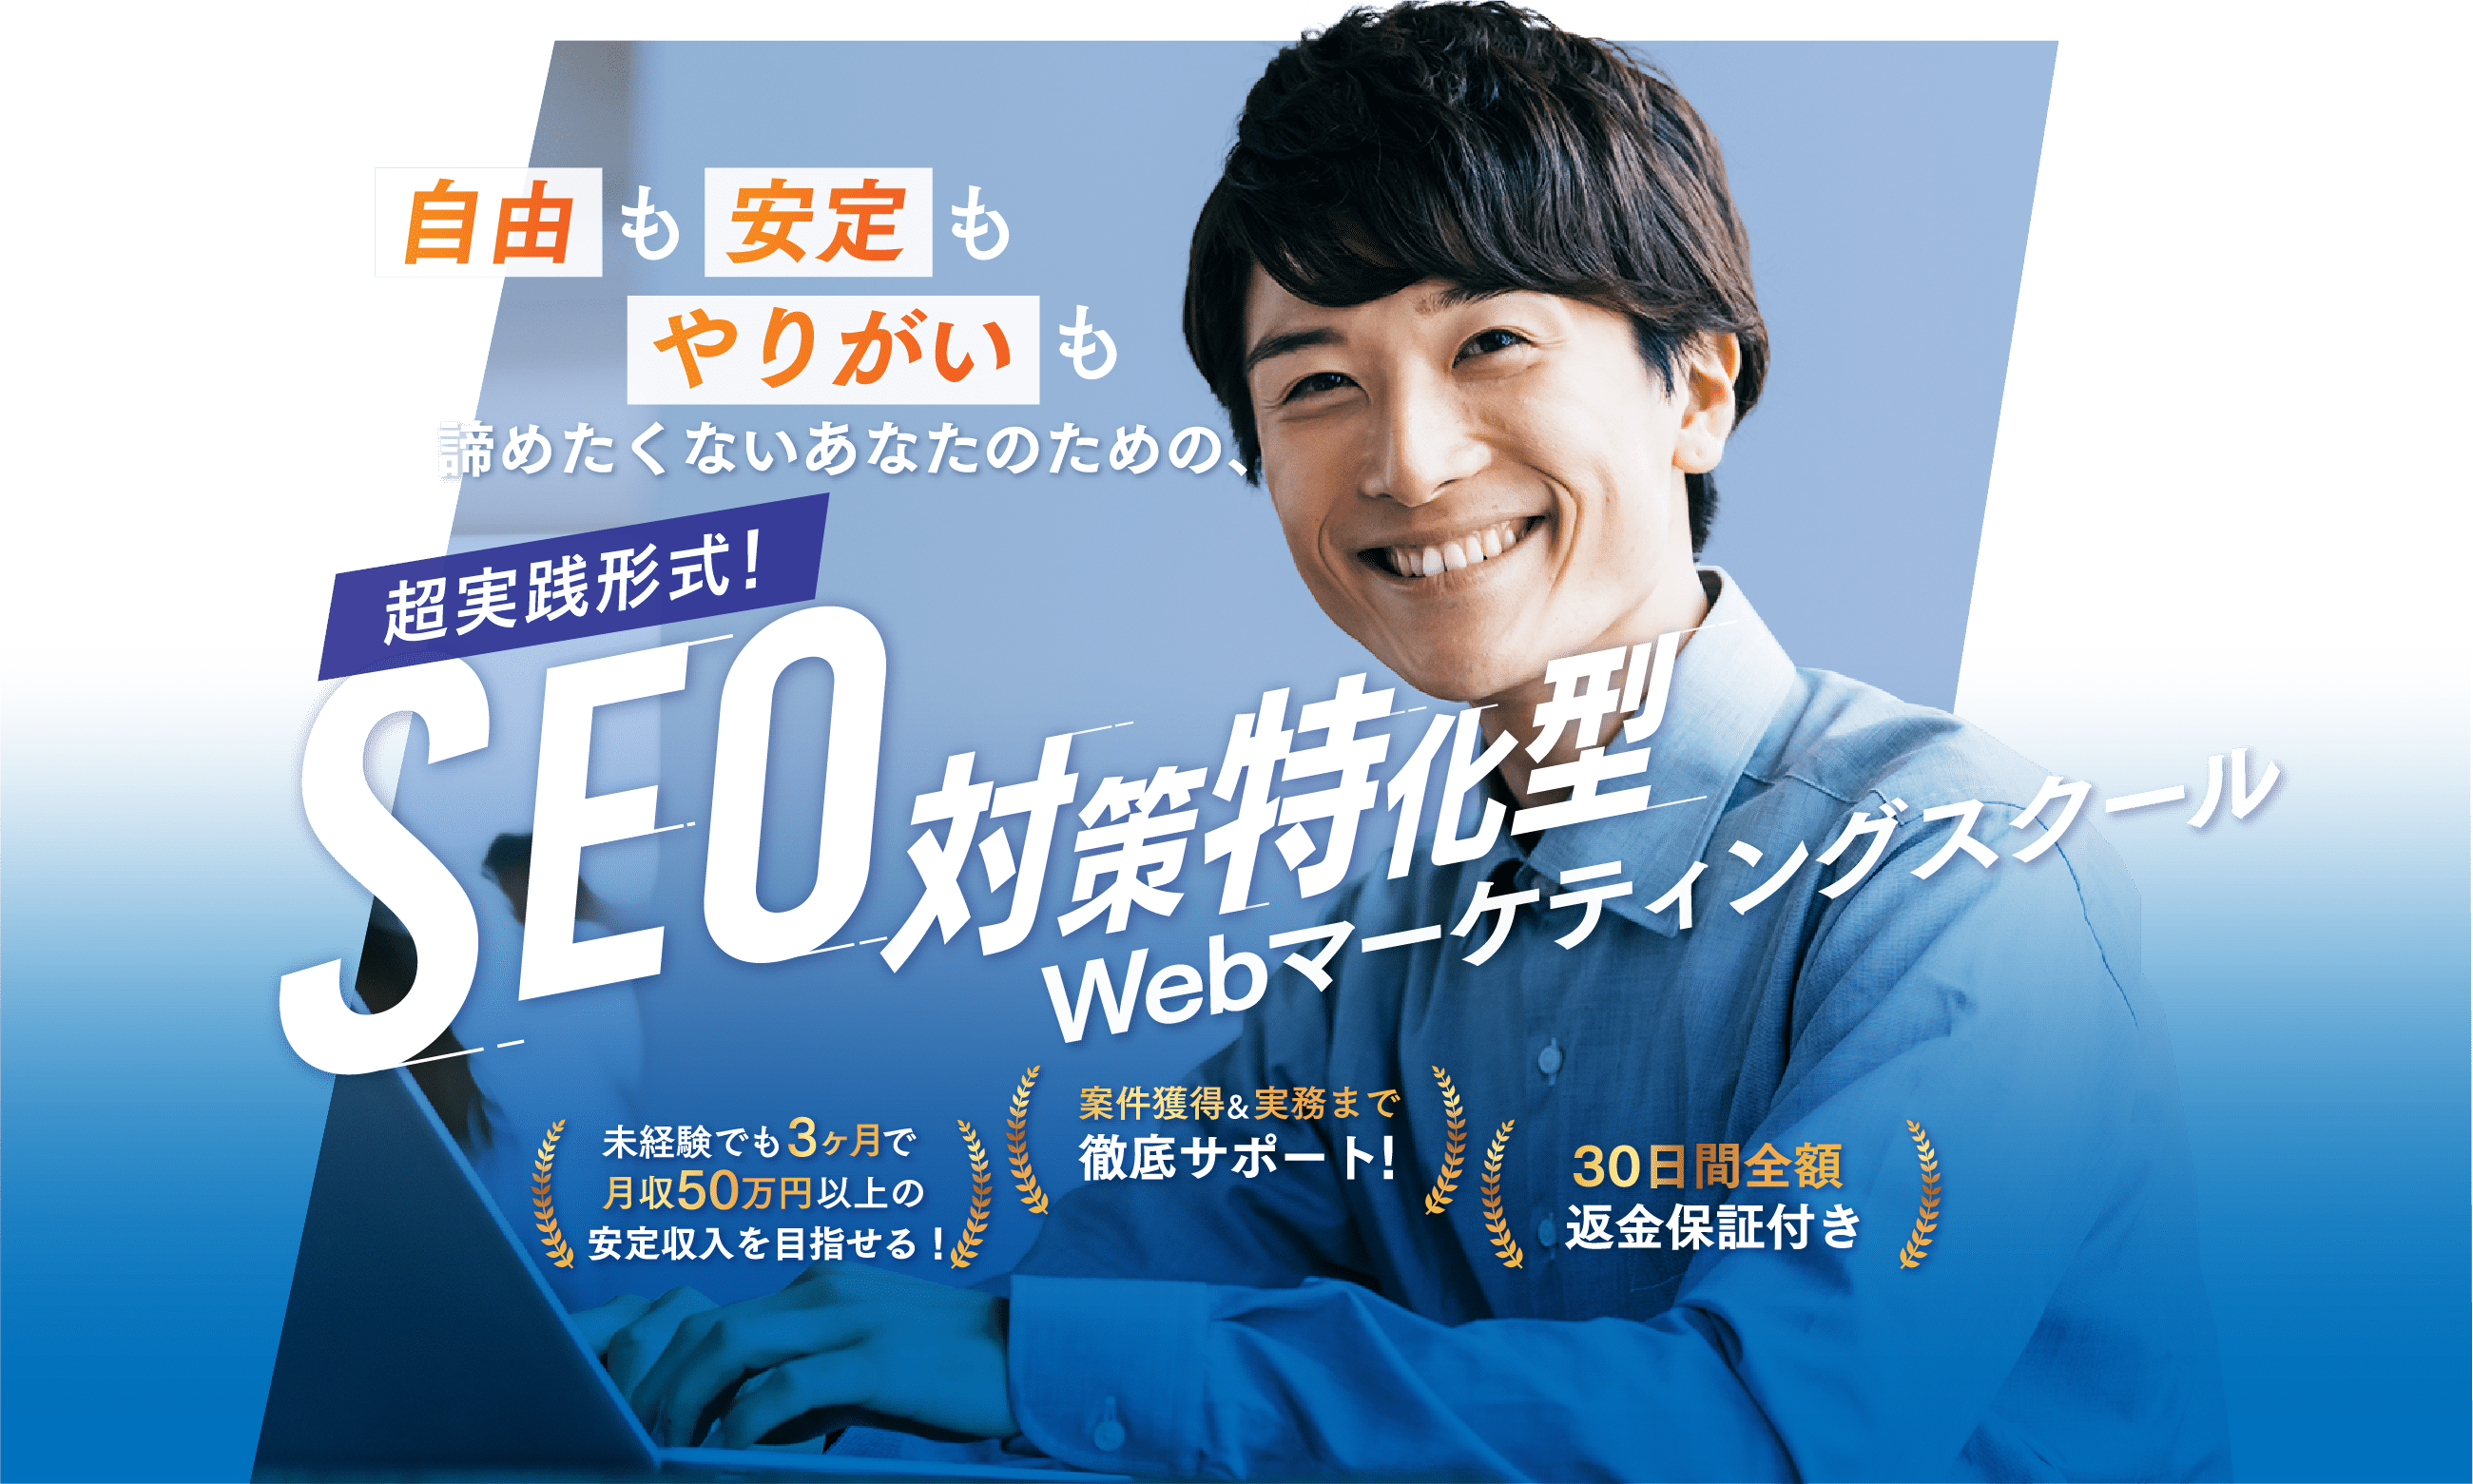 自由も安定も
やりがいも
諦めたくないあなたのための、
超実践形式！
SEO対策特化型
Webマーケティングスクール
未経験でも3ヶ月で
月収50万円以上の
安定収入を目指せる！
案件獲得&実務まで
徹底サポート！
30日間全額
返金保証付き